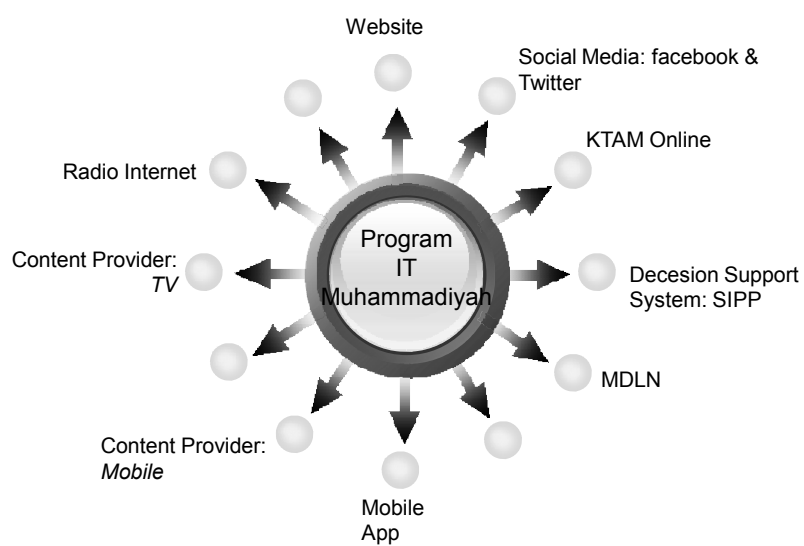 Website
Social Media: facebook &
Twitter
KTAM Online
Radio Internet
Program
IT
Muhammadiyah
Content Provider:
TV
Decesion Support
System: SIPP
MDLN
Content Provider:
Mobile
Mobile
App